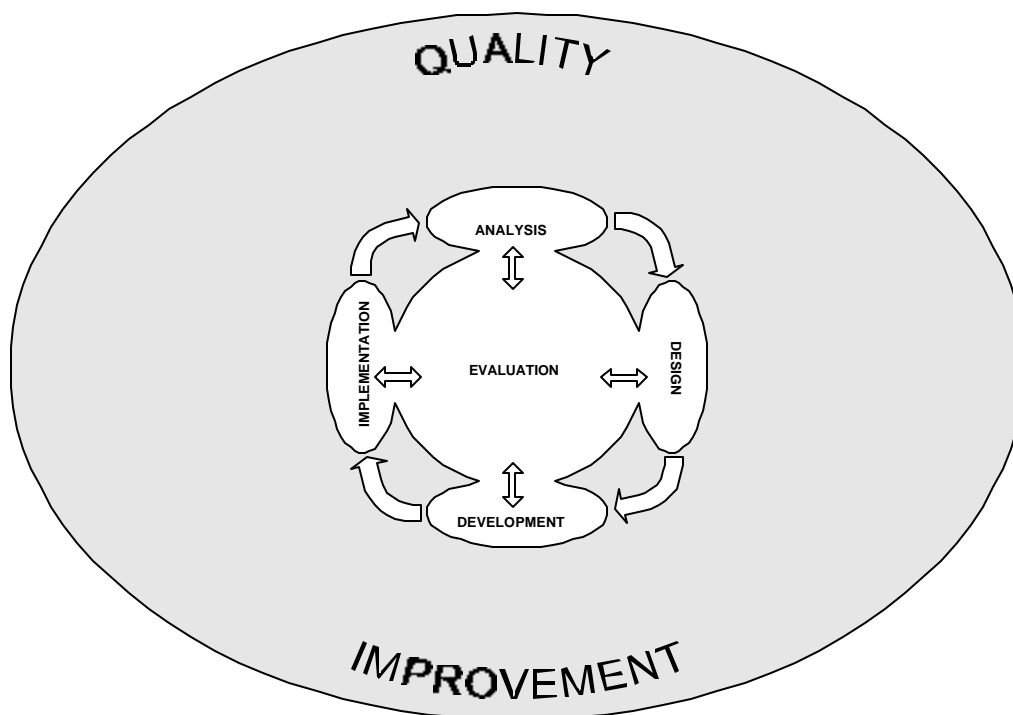 QUALITY
ANALYSIS
IMPLEMENTATION
EVALUATION
DESIGN
DEVELOPMENT
IMPROVEMENT